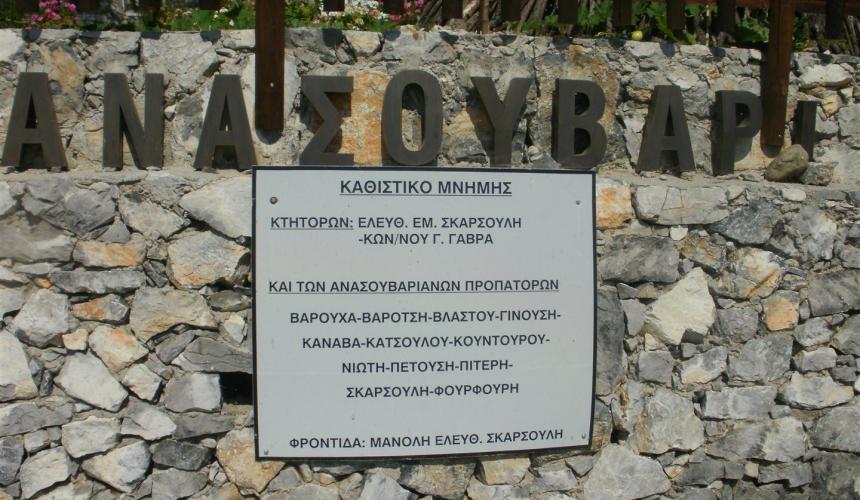 ΑΝΑΣΟΥΒΑΡΙ
ΚΑΘΙΣΤΙΚΟ ΜΝΗΜΗΣ
ΚΤΗΤΟΡΩΝ: ΕΛΕΥΘ. ΕΜ. ΣΚΑΡΣΟΥΛΗ
-ΚΩΝ/ΝΟΥ Γ. ΓΑΒΡΑ
ΚΑΙ ΤΩΝ ΑΝΑΣΟΥΒΑΡΙΑΝΩΝ ΠΡΟΠΑΤΟΡΩΝ
ΒΑΡΟΥΧΑ-ΒΑΡΟΤΣΗ-ΒΛΑΣΤΟΥ-ΓΙΝΟΥΣΗ-
ΚΑΝΑΒΑ-ΚΑΤΣΟΥΛΟΥ-ΚΟΥΝΤΟΥΡΟΥ-
ΝΙΩΤΗ-ΠΕΤΟΥΣΗ-ΠΙΤΕΡΗ-
ΣΚΑΡΣΟΥΛΗ-ΦΟΥΡΦΟΥΡΗ
ΦΡΟΝΤΙΔΑ: ΜΑΝΟΛΗ ΕΛΕΥΘ. ΣΚΑΡΣΟΥΛΗ